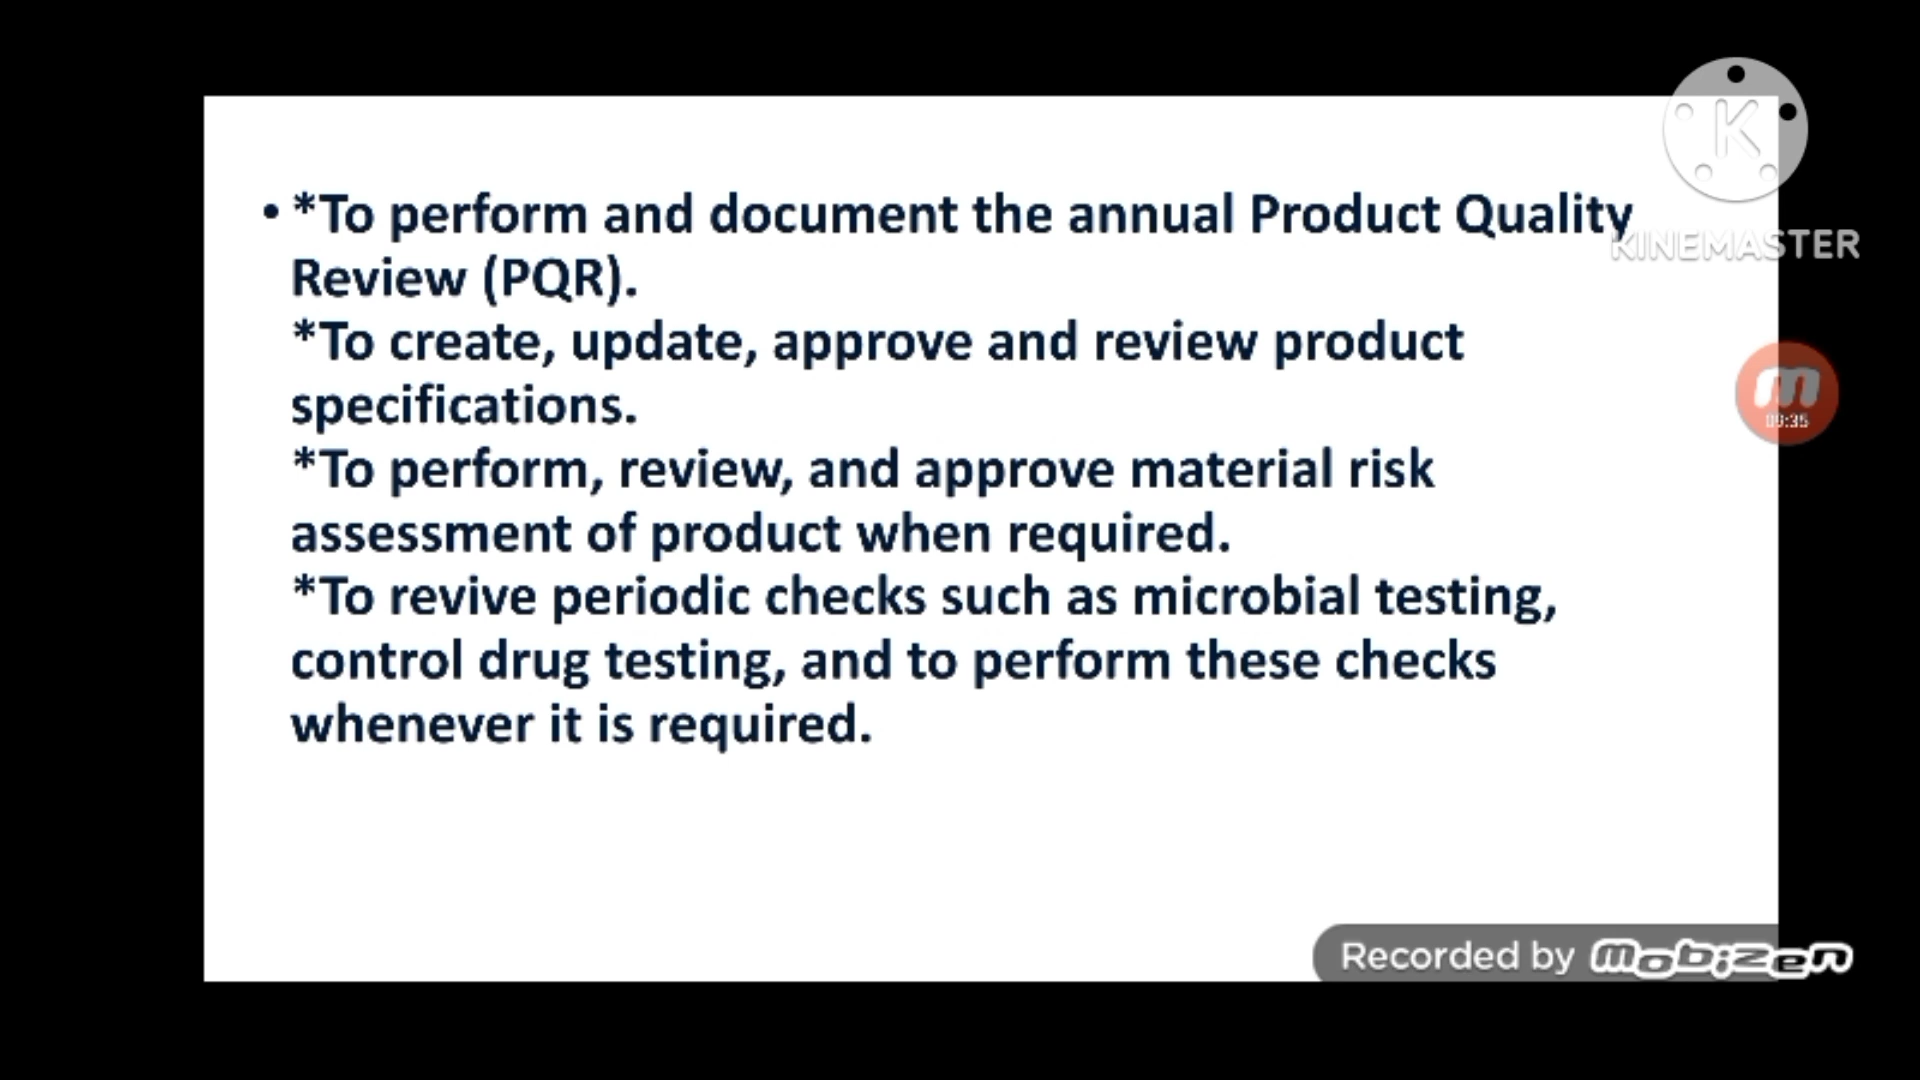 • *To perform and document the annual Product Quality
Review (PQR).
*To create, update, approve and review product
specifications.
*To perform, review, and approve material risk
assessment of product when required.
*To revive periodic checks such as microbial testing,
control drug testing, and to perform these checks
whenever it is required.
K
KINEMASTER
m
09:35
Recorded by mobizen